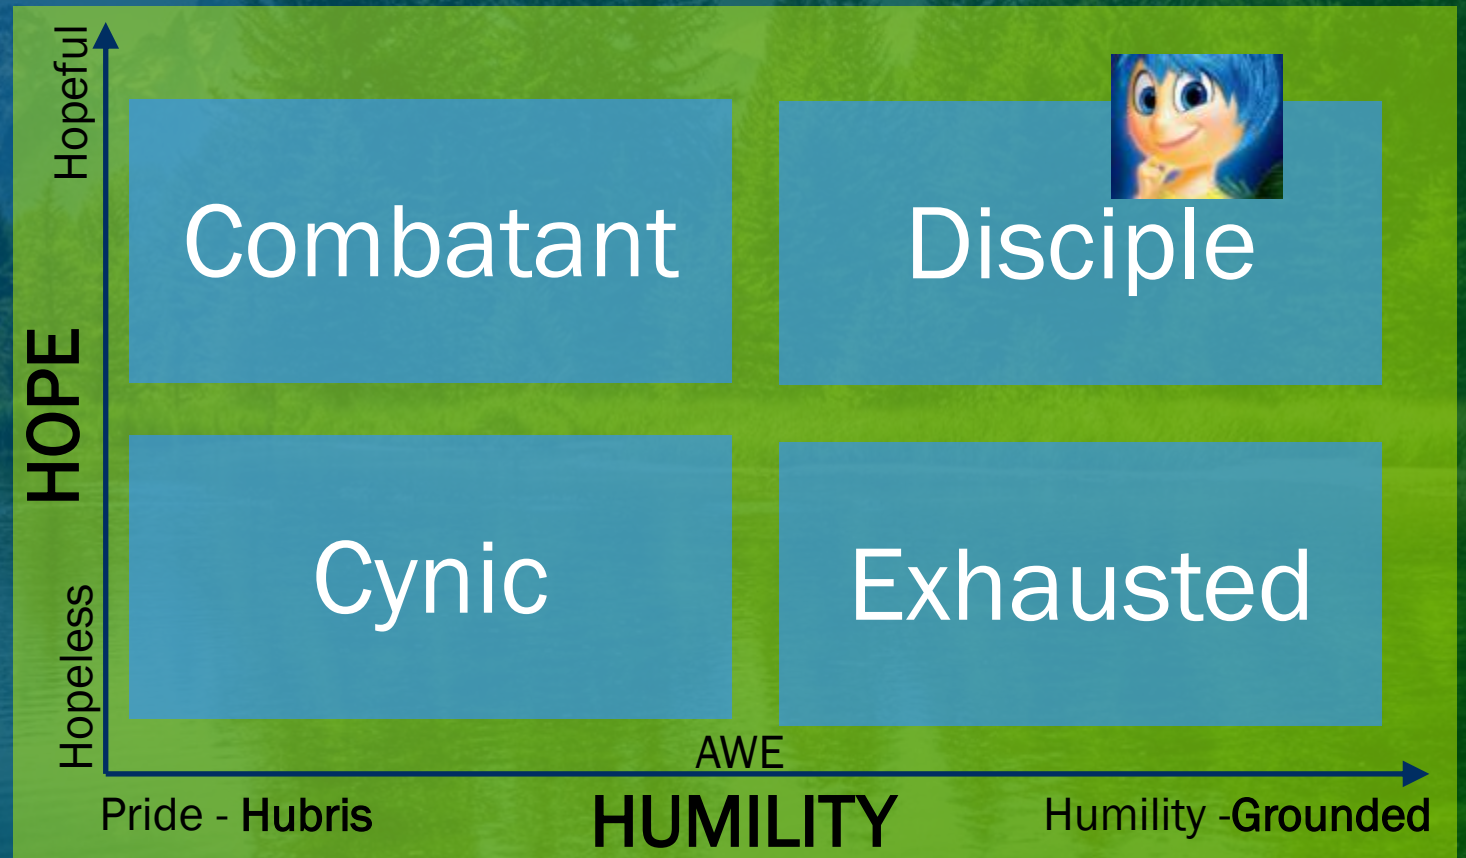 Hopeful
Combatant
Disciple
HOPE
Cynic
Exhausted
Hopeless
AWE
Pride - Hubris
HUMILITY
Humility -Grounded